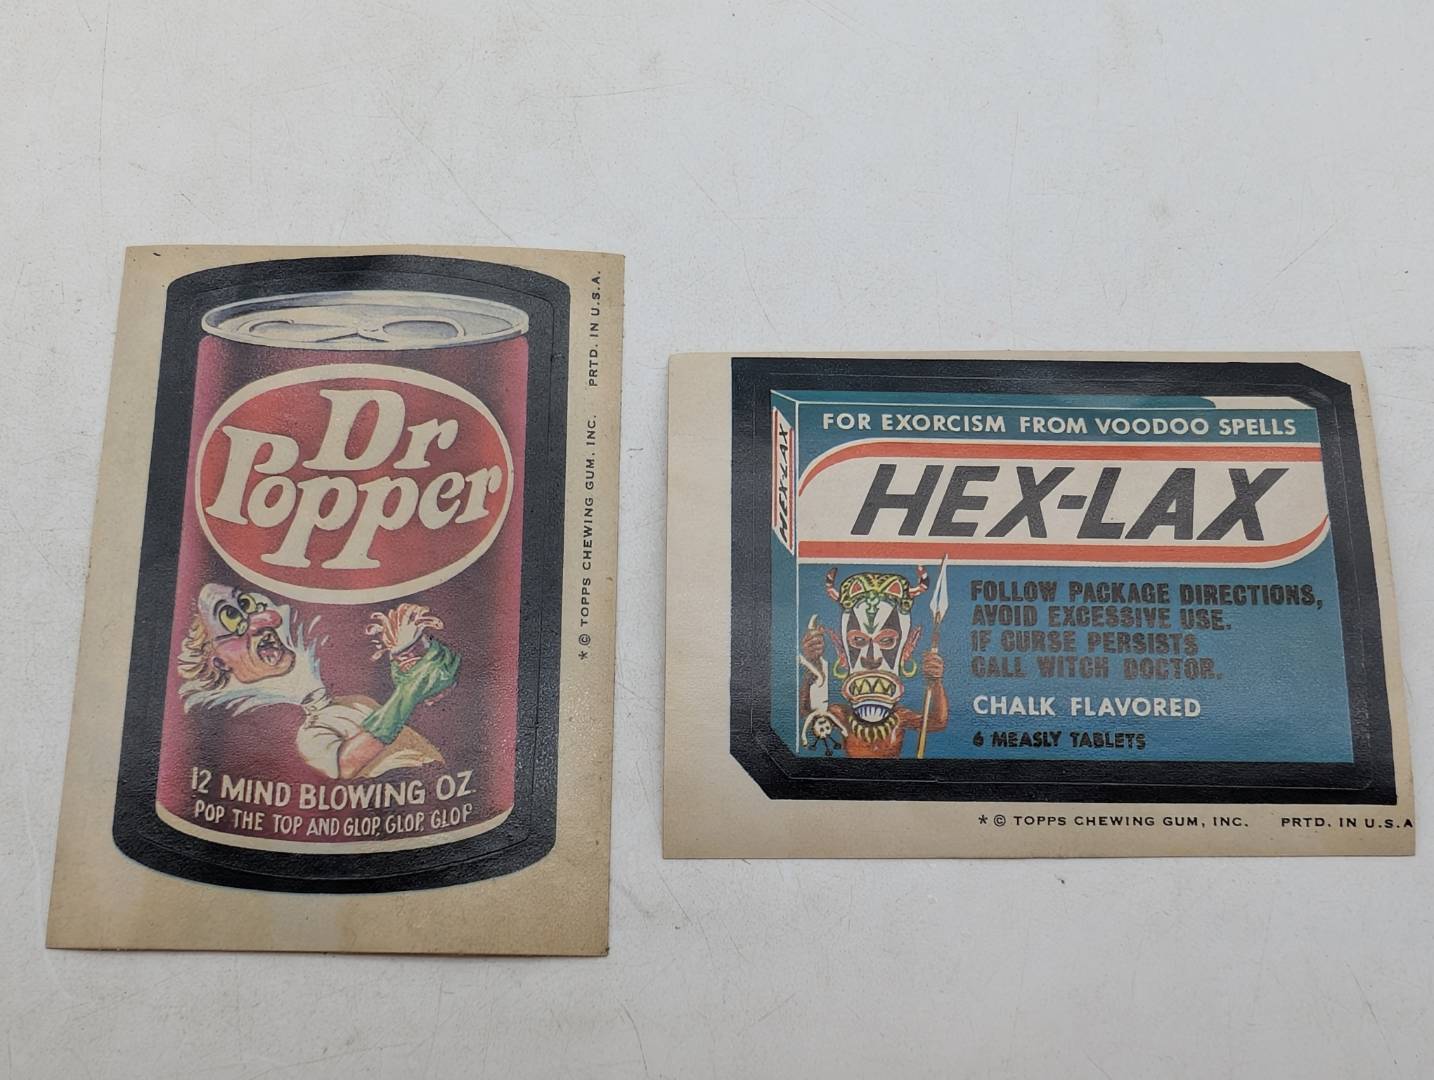 Dr
Popper
12 MIND BLOWING OZ.
POP THE TOP AND GLOP, GLOP, GLOP
* © TOPPS CHEWING GUM, INC. PRTD. IN U.S.A.
FOR EXORCISM FROM VOODOO SPELLS
HEX-LAX
HEX-LAX
FOLLOW PACKAGE DIRECTIONS,
AVOID EXCESSIVE USE.
IF CURSE PERSISTS
CALL WITCH DOCTOR.
CHALK FLAVORED
6 MEASLY TABLETS
* © TOPPS CHEWING GUM, INC. PRTD. IN U.S.A